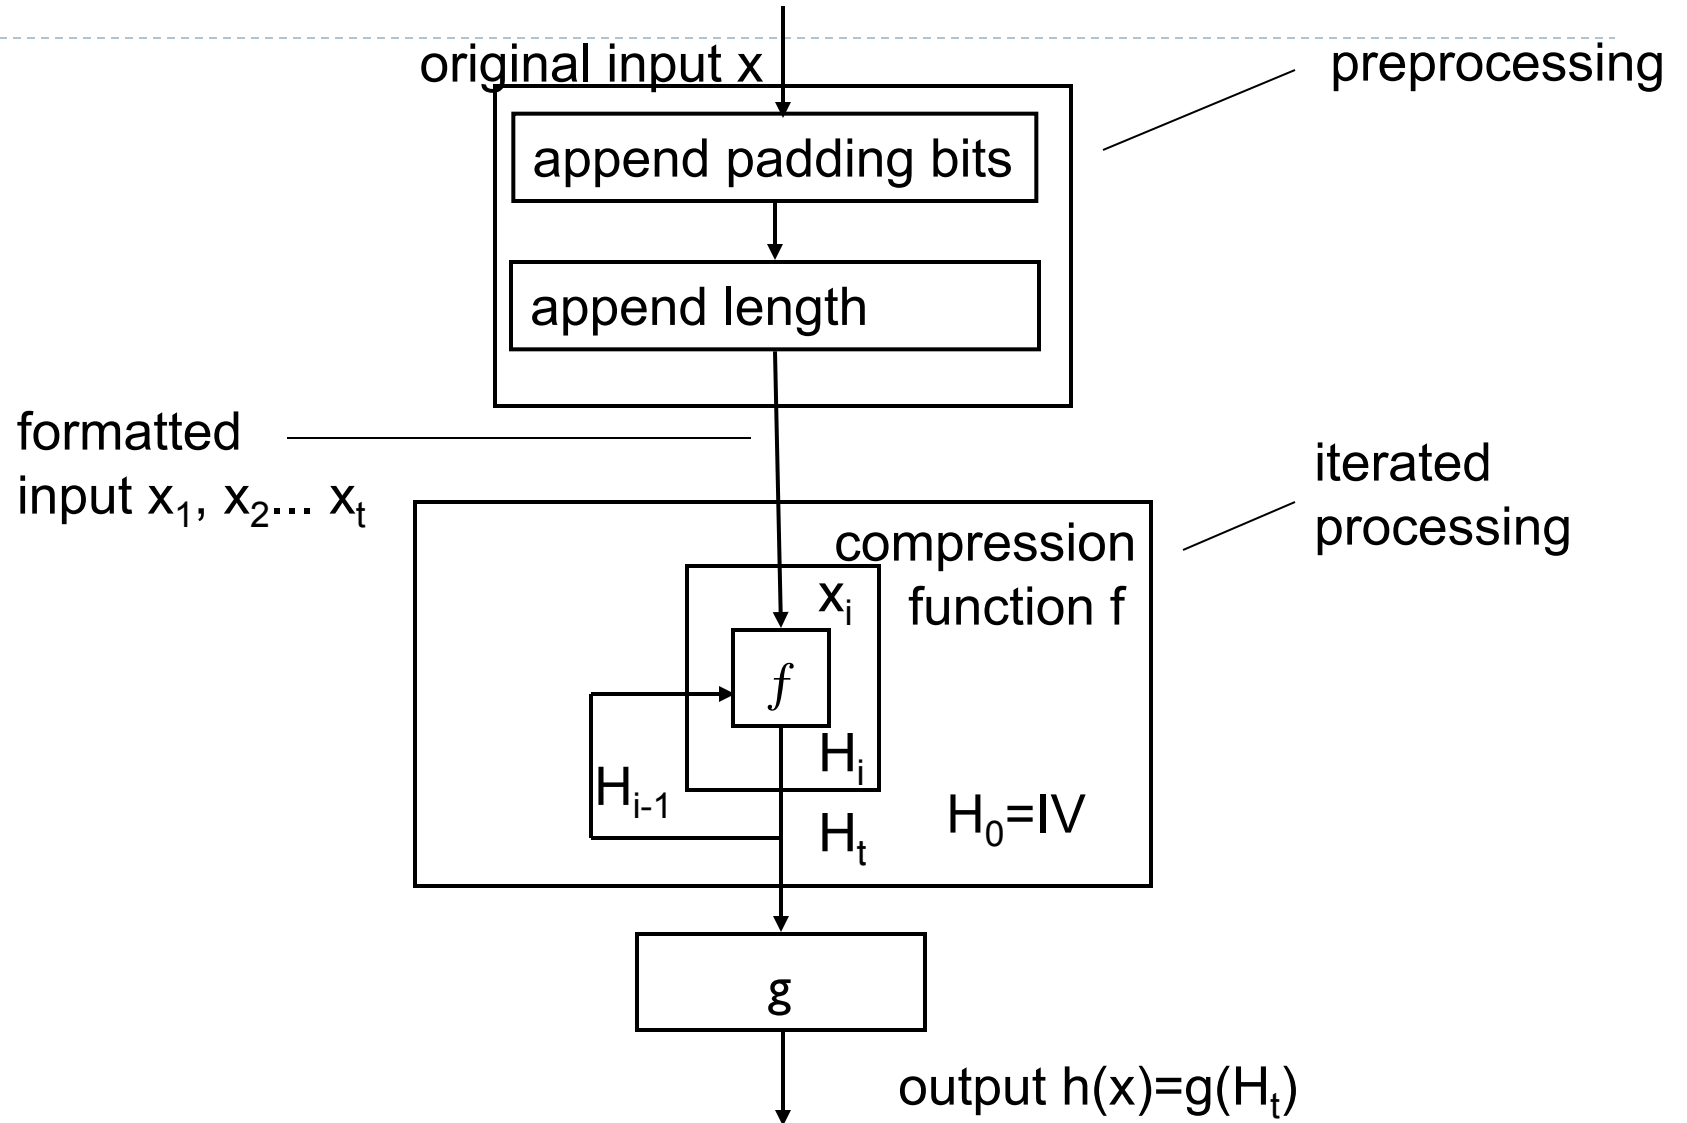 original input x
preprocessing
append padding bits
append length
formatted
input x₁, x₂... xₜ
iterated
processing
compression
function f
xᵢ
f
Hᵢ
Hᵢ₋₁
Hₜ
H₀=IV
g
output h(x)=g(Hₜ)